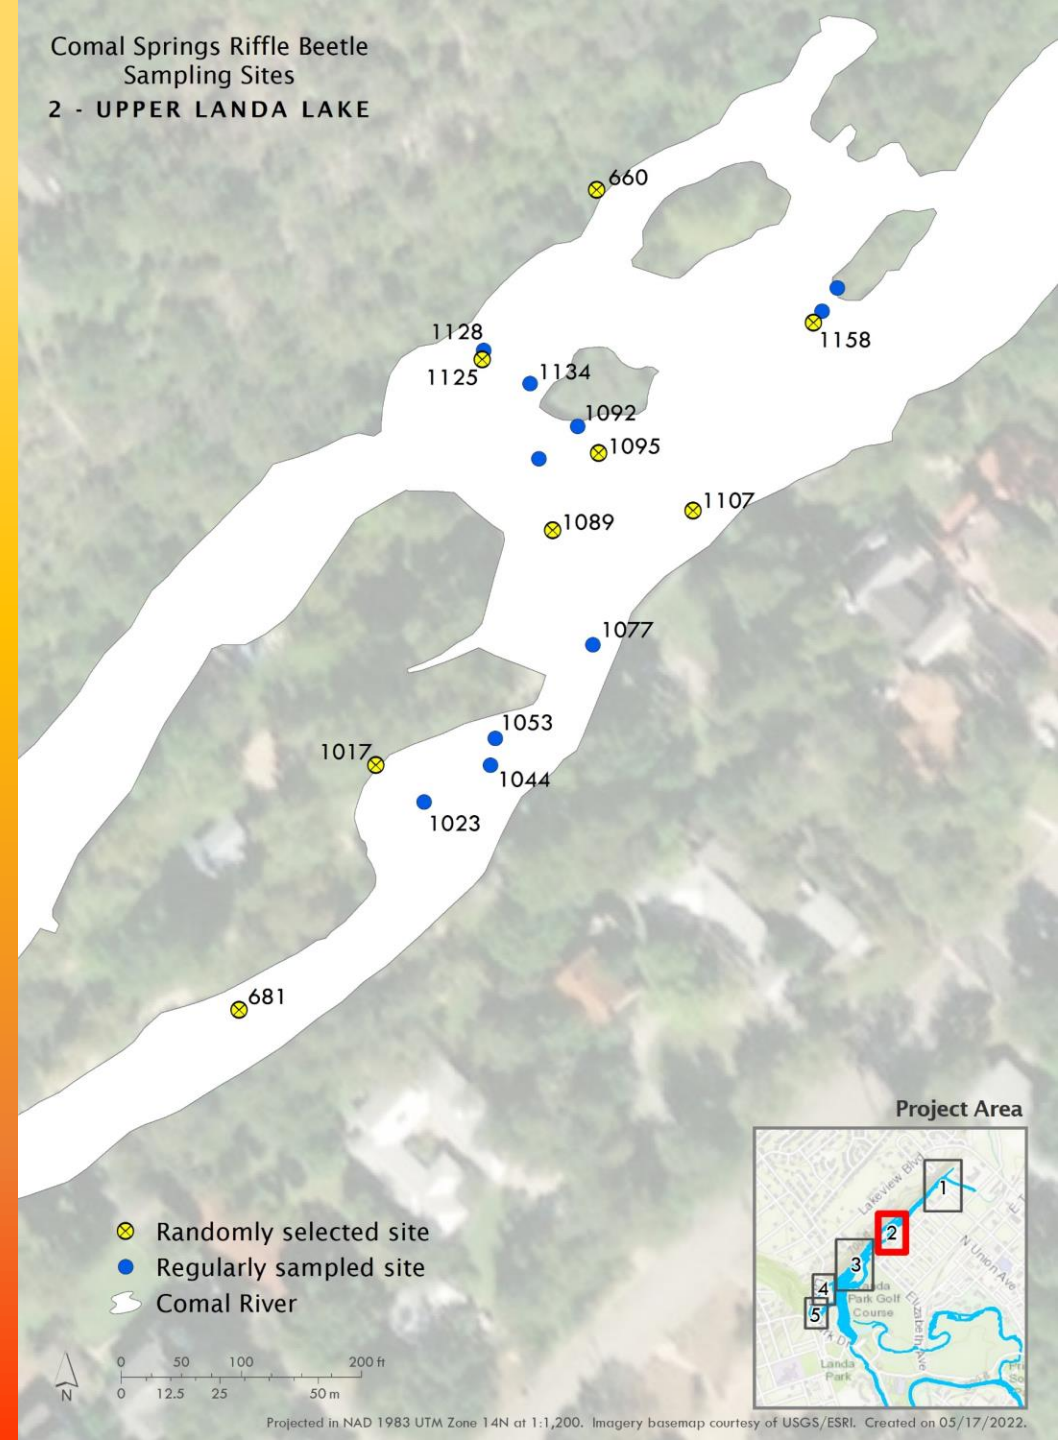 Comal Springs Riffle Beetle
Sampling Sites
2 - UPPER LANDA LAKE
660
1158
1128
1125
1134
1092
1095
1107
1089
1077
1053
1017
1044
1023
681
Project Area
Lakeview Blvd
1
2
N Union Ave
3
4
Landa
Park Golf
Course
5
Elizabeth Ave
Landa
Park
Randomly selected site
Regularly sampled site
Comal River
0 50 100 200 ft
0 12.5 25 50 m
N
Projected in NAD 1983 UTM Zone 14N at 1:1,200. Imagery basemap courtesy of USGS/ESRI. Created on 05/17/2022.